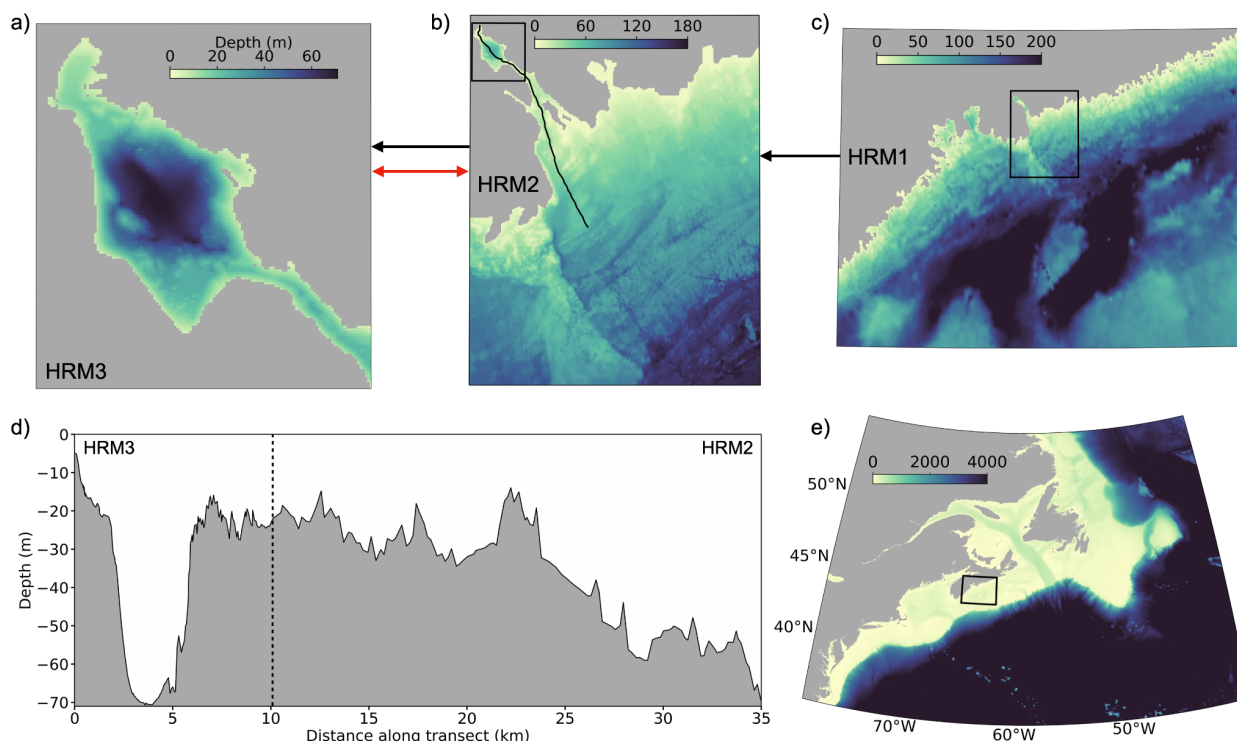 a)
Depth (m)
0 20 40 60
HRM3
b)
0 60 120 180
HRM2
c)
0 50 100 150 200
HRM1
d)
HRM3 HRM2
0
−10
−20
−30
−40
−50
−60
−70
Depth (m)
0 5 10 15 20 25 30 35
Distance along transect (km)
e)
0 2000 4000
50°N
45°N
40°N
70°W 60°W 50°W